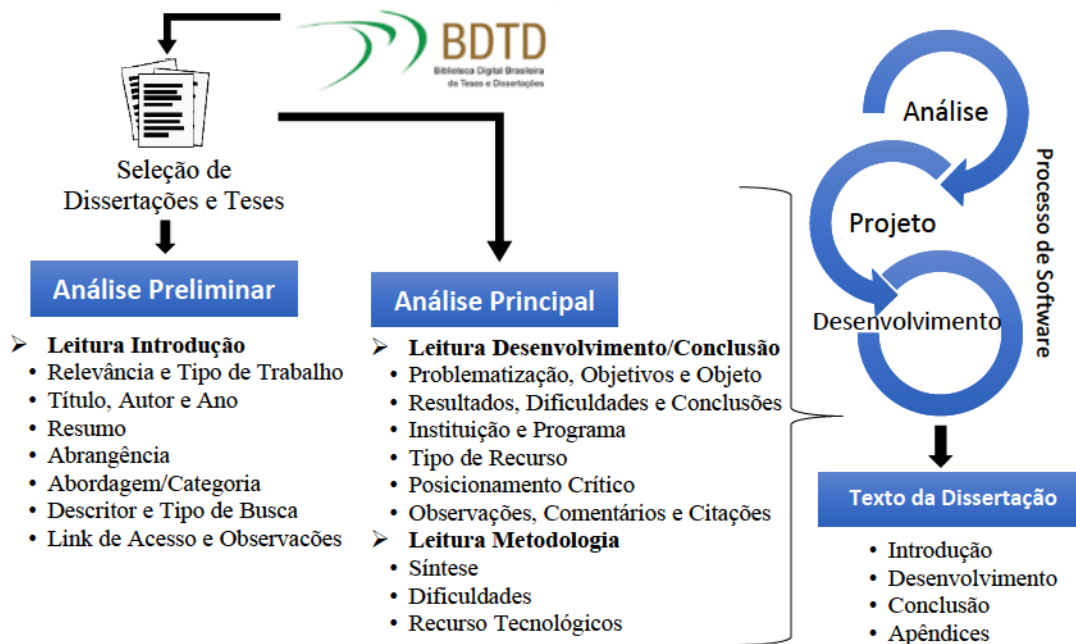 BDTD
Biblioteca Digital Brasileira
de Teses e Dissertações
Seleção de
Dissertações e Teses
Análise Preliminar
➢ Leitura Introdução
• Relevância e Tipo de Trabalho
• Título, Autor e Ano
• Resumo
• Abrangência
• Abordagem/Categoria
• Descritor e Tipo de Busca
• Link de Acesso e Observacões
Análise Principal
➢ Leitura Desenvolvimento/Conclusão
• Problematização, Objetivos e Objeto
• Resultados, Dificuldades e Conclusões
• Instituição e Programa
• Tipo de Recurso
• Posicionamento Crítico
• Observações, Comentários e Citações
➢ Leitura Metodologia
• Síntese
• Dificuldades
• Recurso Tecnológicos
Análise
Projeto
Desenvolvimento
Processo de Software
Texto da Dissertação
• Introdução
• Desenvolvimento
• Conclusão
• Apêndices